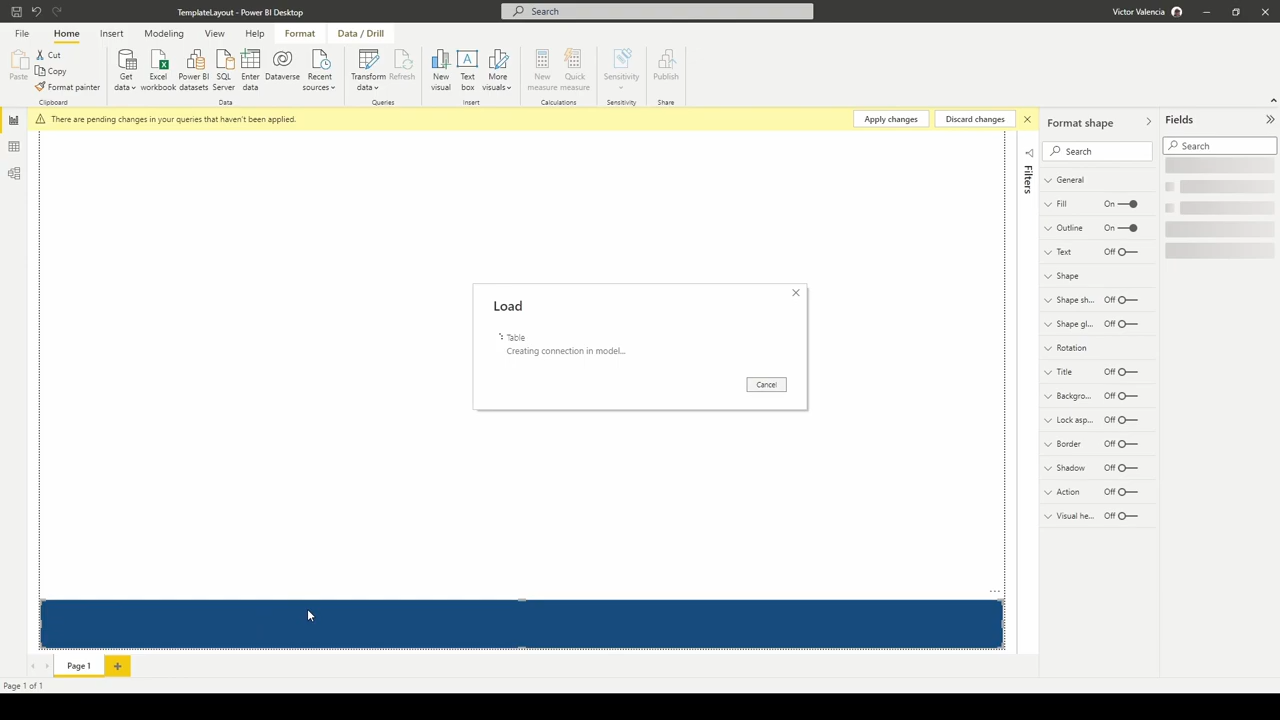 TemplateLayout - Power BI Desktop
Search
Victor Valencia
File Home Insert Modeling View Help Format Data / Drill
Paste
Cut
Copy
Format painter
Clipboard
Get data
Excel workbook
Power BI datasets
SQL Server
Enter data
Dataverse
Recent sources
Data
Transform data
Refresh
Queries
New visual
Text box
More visuals
Insert
New measure
Quick measure
Calculations
Sensitivity
Sensitivity
Publish
Share
There are pending changes in your queries that haven't been applied.
Apply changes
Discard changes
Filters
Load
Table
Creating connection in model...
Cancel
Format shape
Search
General
Fill On
Outline On
Text Off
Shape
Shape sh... Off
Shape gl... Off
Rotation
Title Off
Backgro... Off
Lock asp... Off
Border Off
Shadow Off
Action Off
Visual he... Off
Fields
Search
Page 1
Page 1 of 1